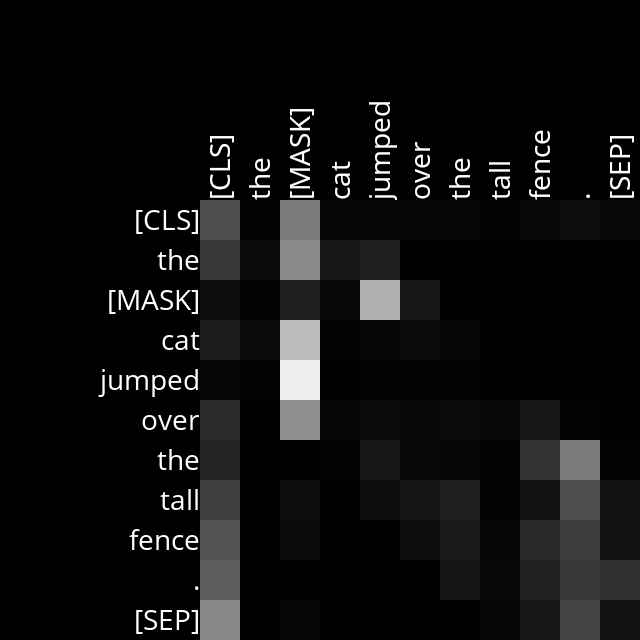 [CLS] the [MASK] cat jumped over the tall fence . [SEP]
[CLS]
the
[MASK]
cat
jumped
over
the
tall
fence
.
[SEP]